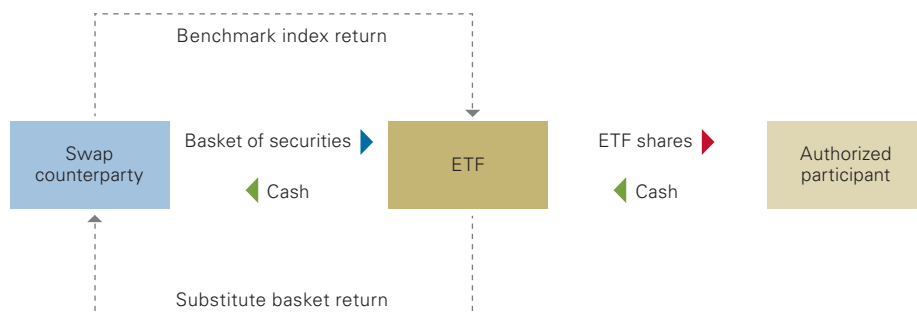 Benchmark index return
Swap
counterparty
Basket of securities
Cash
ETF
ETF shares
Cash
Authorized
participant
Substitute basket return